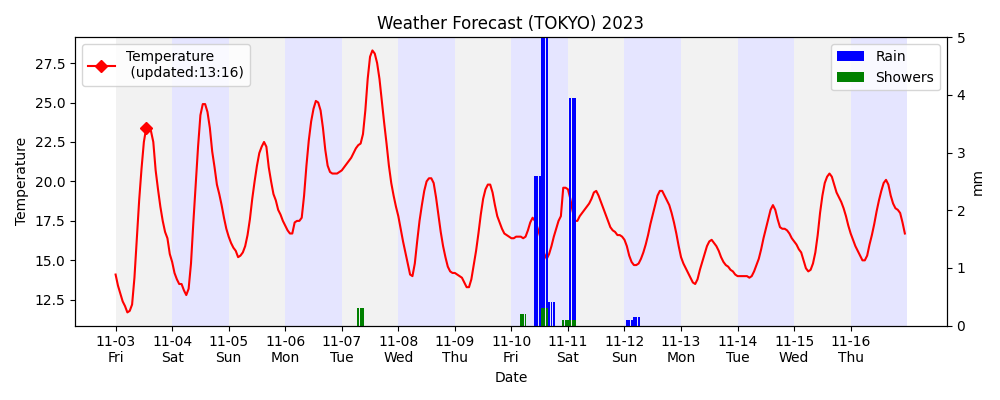 Weather Forecast (TOKYO) 2023
Temperature
(updated:13:16)
Rain
Showers
Temperature
27.5
25.0
22.5
20.0
17.5
15.0
12.5
5
4
3
2
1
0
mm
11-03 11-04 11-05 11-06 11-07 11-08 11-09 11-10 11-11 11-12 11-13 11-14 11-15 11-16
Fri Sat Sun Mon Tue Wed Thu Fri Sat Sun Mon Tue Wed Thu
Date